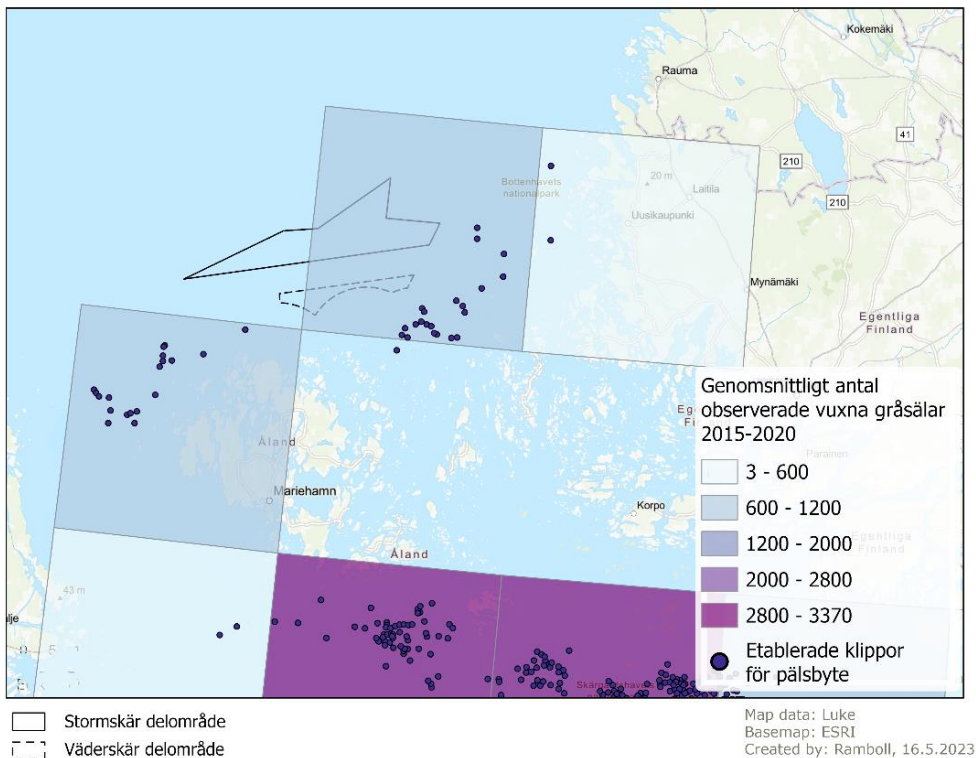 Kokemäki
Rauma
41
210
Bottenhavets
nationalpark
20 m
Laitila
210
Uusikaupunki
Mynämäki
Egentliga
Finland
Genomsnittligt antal
observerade vuxna gråsälar
2015-2020
Åland
Parainen
3 - 600
Mariehamn
600 - 1200
Korpo
1200 - 2000
Egentliga
Finland
Åland
2000 - 2800
43 m
2800 - 3370
Etablerade klippor
för pälsbyte
Stormskär delområde
Väderskär delområde
Map data: Luke
Basemap: ESRI
Created by: Ramboll, 16.5.2023